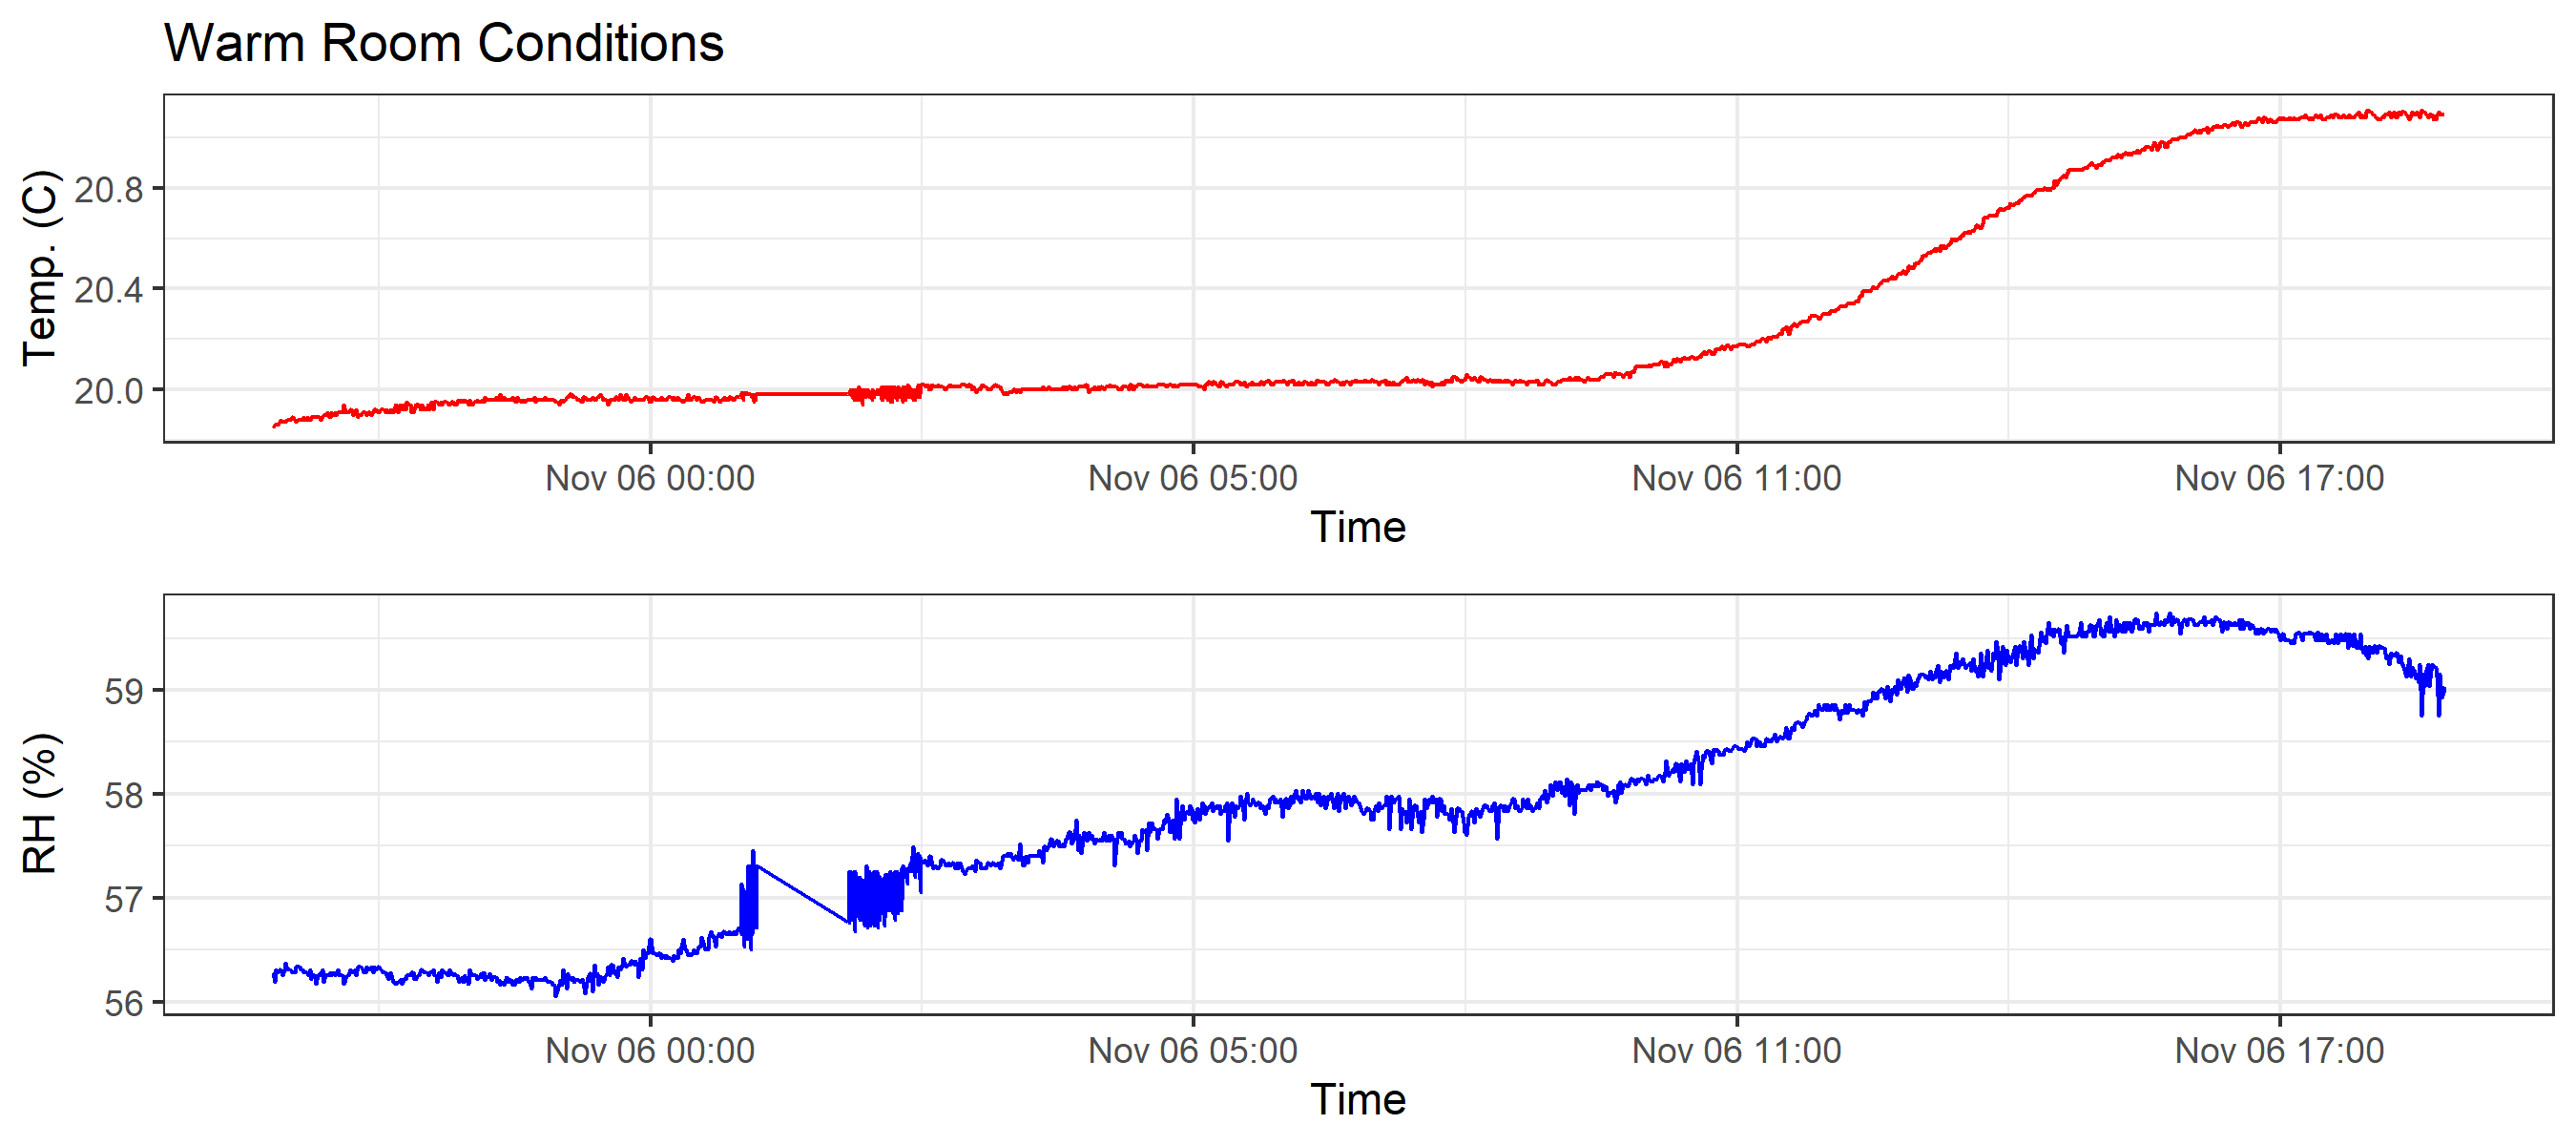 Warm Room Conditions
Temp. (C)
20.8
20.4
20.0
Nov 06 00:00 Nov 06 05:00 Nov 06 11:00 Nov 06 17:00
Time
RH (%)
59
58
57
56
Nov 06 00:00 Nov 06 05:00 Nov 06 11:00 Nov 06 17:00
Time